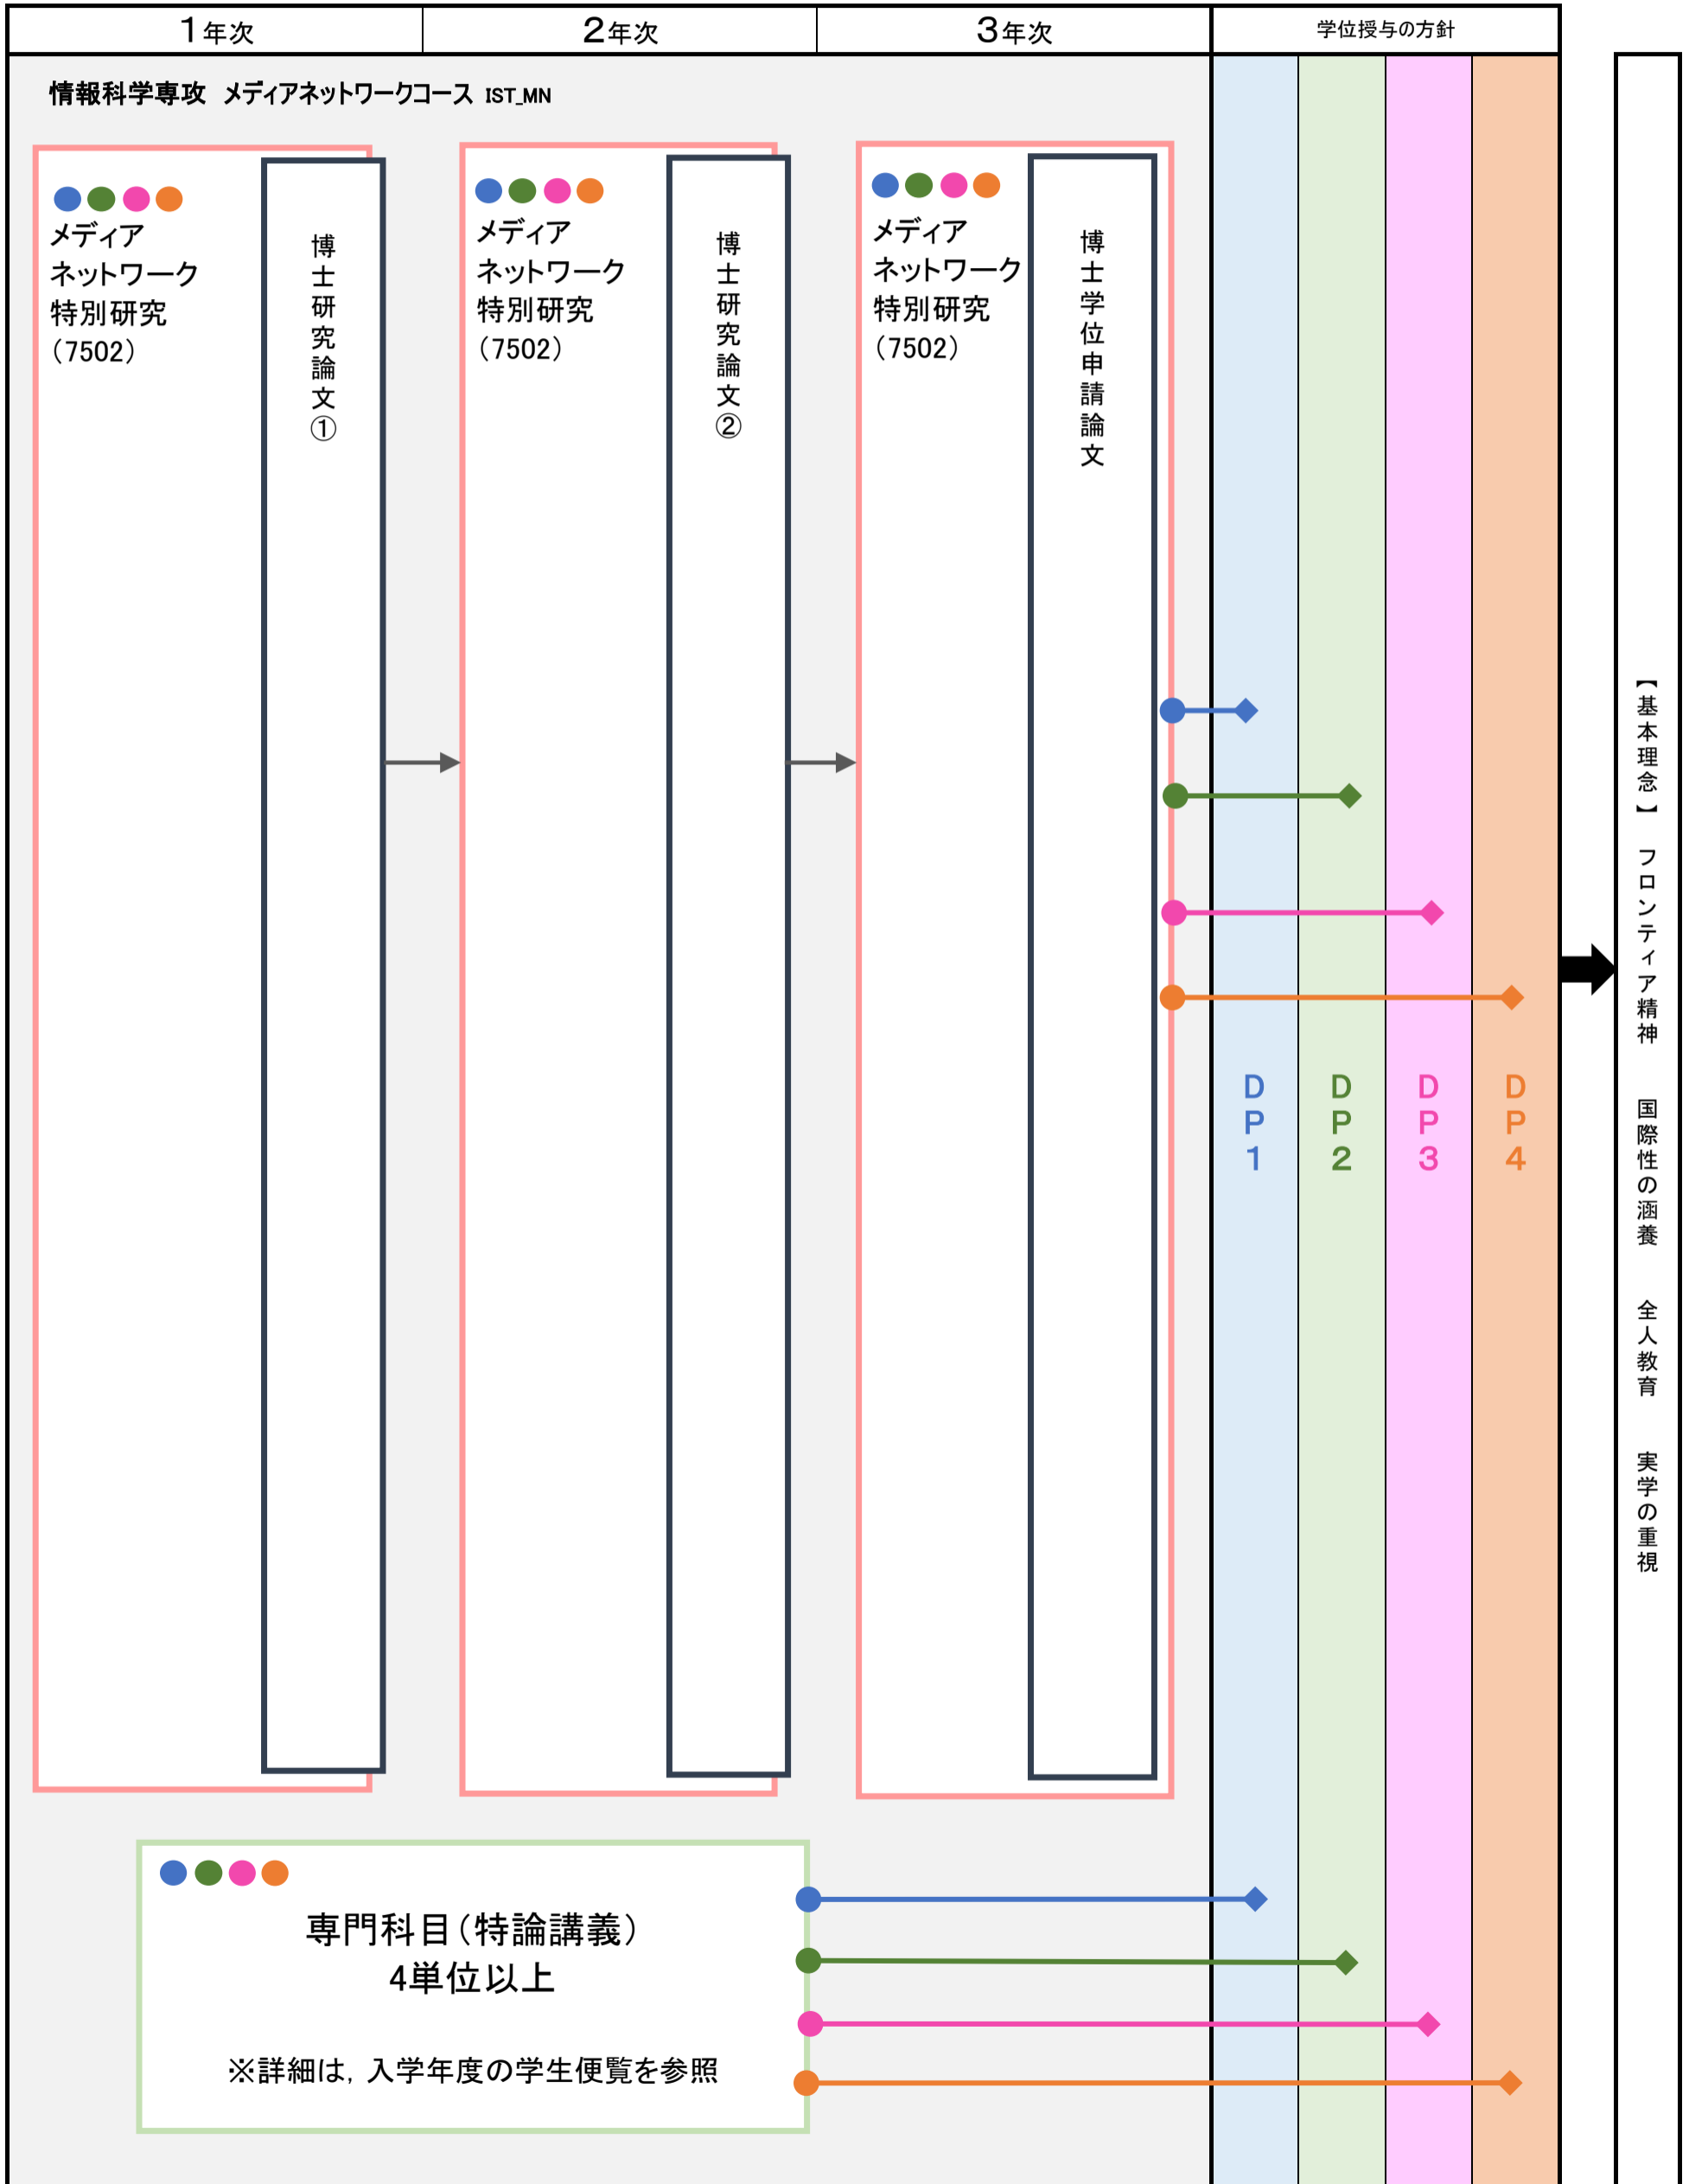 1年次
2年次
3年次
学位授与の方針
情報科学専攻　メディアネットワークコース IST_MN
メディア
ネットワーク
特別研究
（7502）
博士研究論文①
メディア
ネットワーク
特別研究
（7502）
博士研究論文②
メディア
ネットワーク
特別研究
（7502）
博士学位申請論文
DP1
DP2
DP3
DP4
【基本理念】　フロンティア精神　国際性の涵養　全人教育　実学の重視
専門科目（特論講義）
4単位以上
※詳細は，入学年度の学生便覧を参照